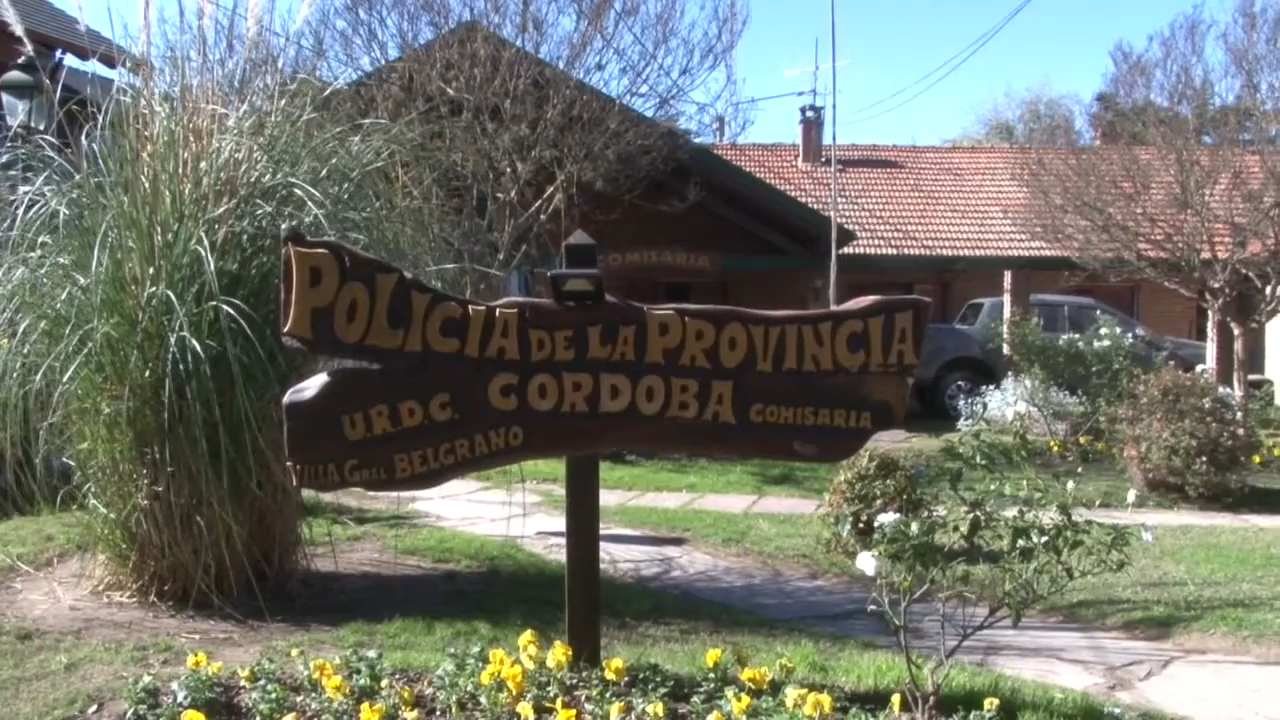 COMISARIA
POLICIA DE LA PROVINCIA
CORDOBA
U.R.D.C. COMISARIA
VILLA GRAL BELGRANO